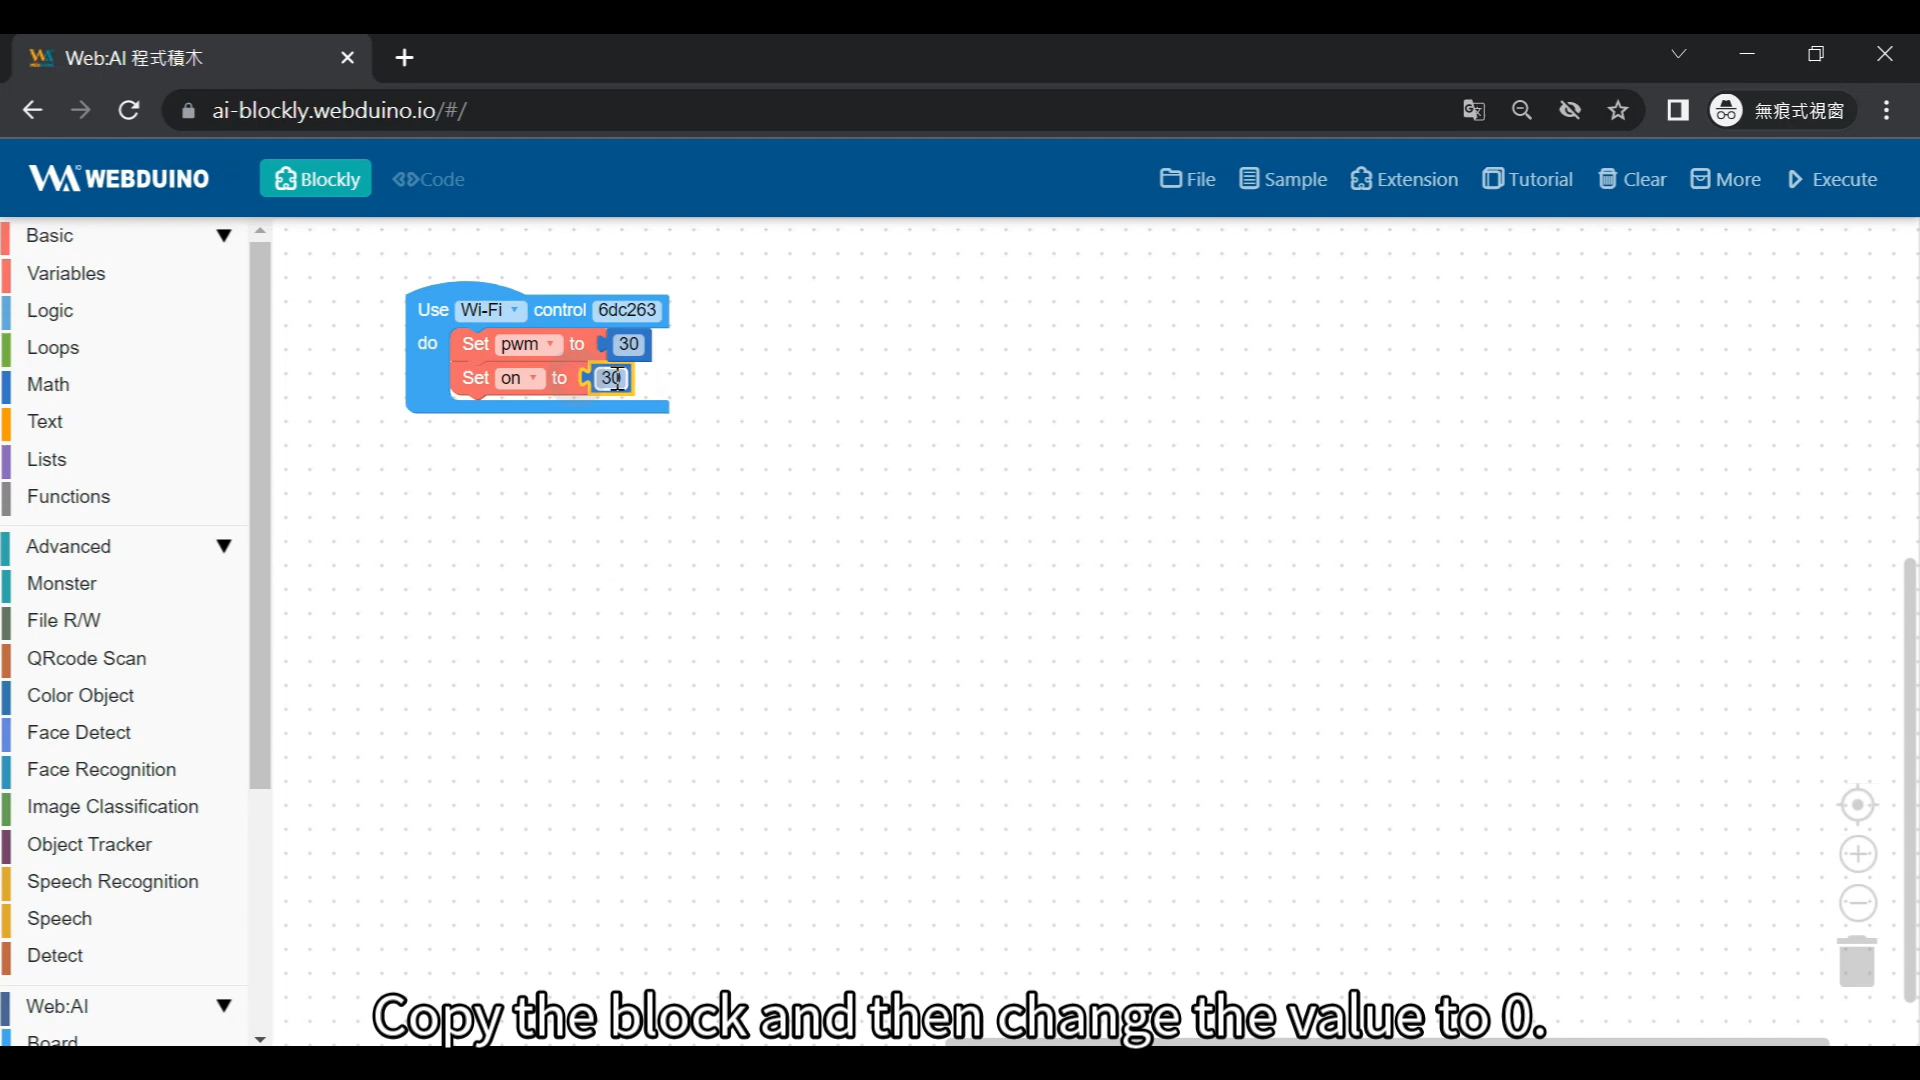 Web:AI 程式積木
ai-blockly.webduino.io/#/
無痕式視窗
WEBDUINO
Blockly
Code
File
Sample
Extension
Tutorial
Clear
More
Execute
Basic
Variables
Logic
Loops
Math
Text
Lists
Functions
Advanced
Monster
File R/W
QRcode Scan
Color Object
Face Detect
Face Recognition
Image Classification
Object Tracker
Speech Recognition
Speech
Detect
Web:AI
Board
Use Wi-Fi control 6dc263
do Set pwm to 30
Set on to 30
Copy the block and then change the value to 0.